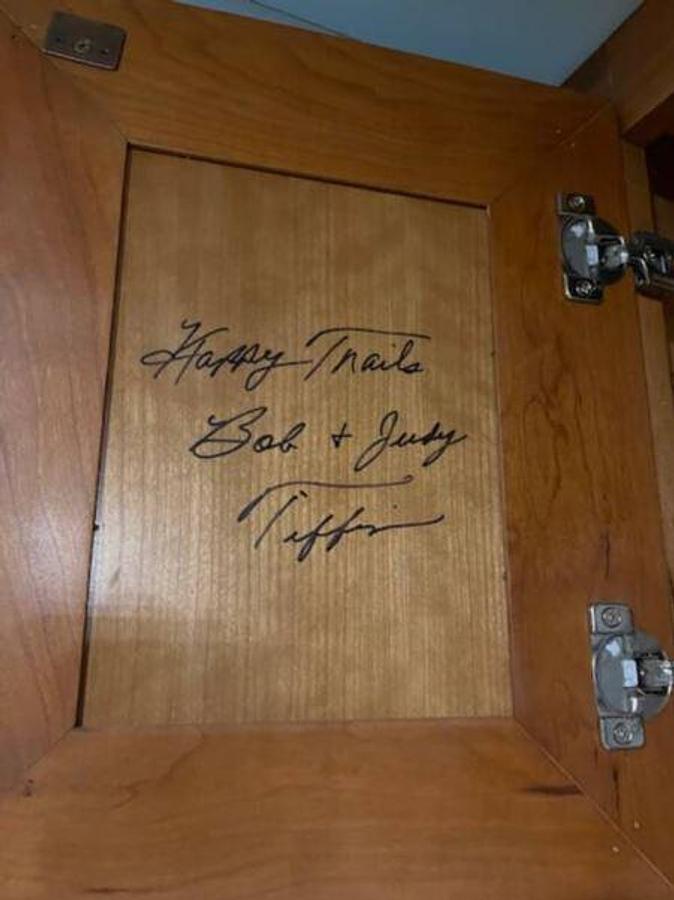 Happy Trails
Bob + Judy
Tiffin